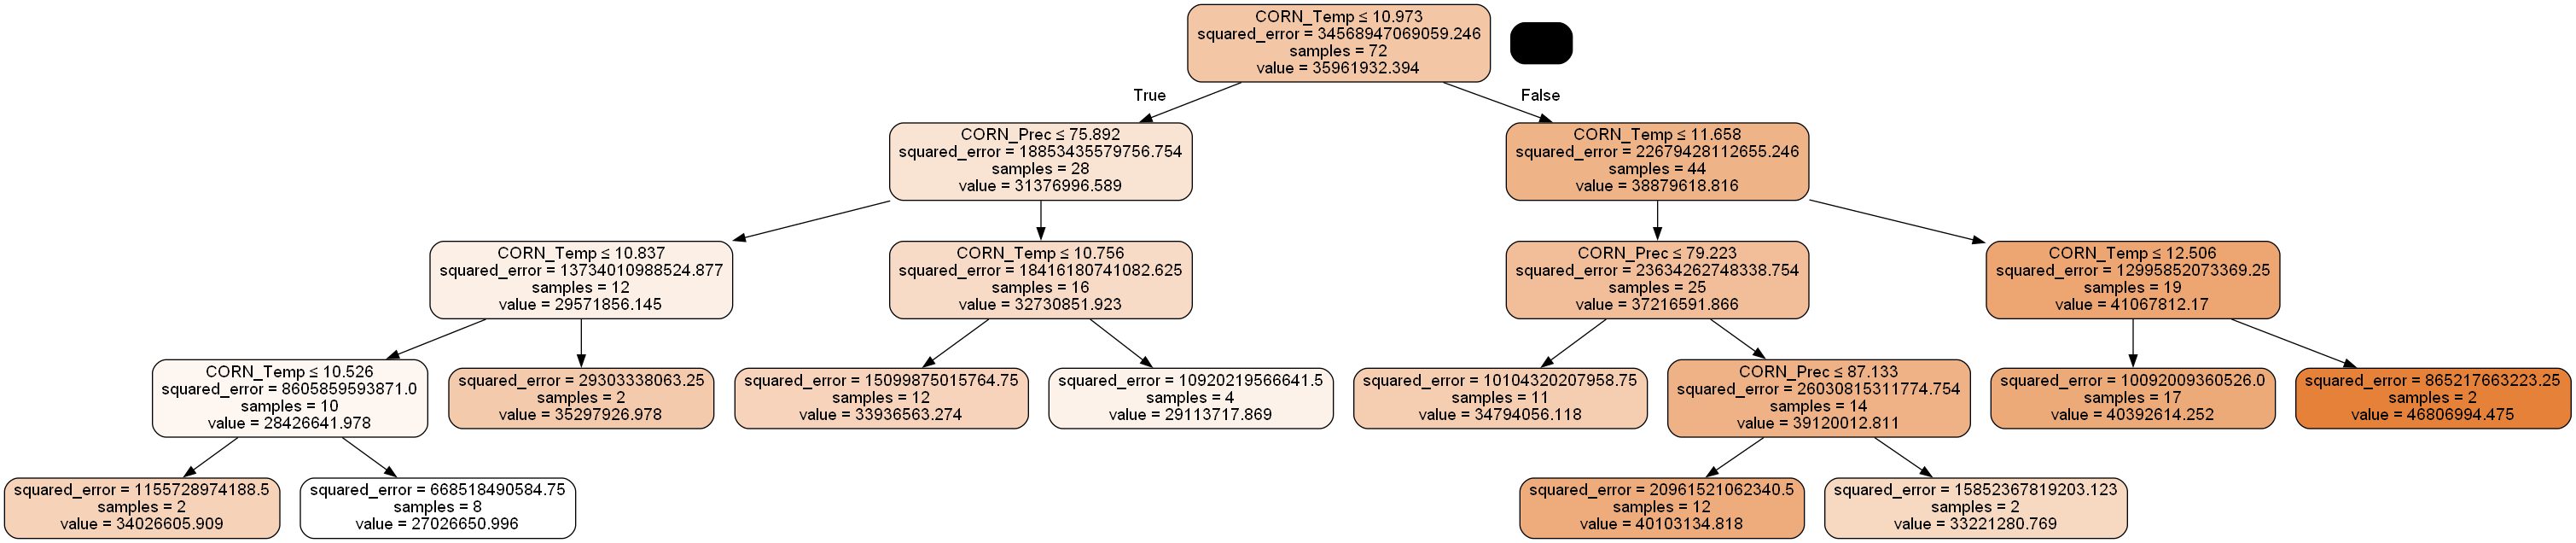 CORN_Temp ≤ 10.973
squared_error = 34568947069059.246
samples = 72
value = 35961932.394
True
False
CORN_Prec ≤ 75.892
squared_error = 18853435579756.754
samples = 28
value = 31376996.589
CORN_Temp ≤ 11.658
squared_error = 22679428112655.246
samples = 44
value = 38879618.816
CORN_Temp ≤ 10.837
squared_error = 13734010988524.877
samples = 12
value = 29571856.145
CORN_Temp ≤ 10.756
squared_error = 18416180741082.625
samples = 16
value = 32730851.923
CORN_Prec ≤ 79.223
squared_error = 23634262748338.754
samples = 25
value = 37216591.866
CORN_Temp ≤ 12.506
squared_error = 12995852073369.25
samples = 19
value = 41067812.17
CORN_Temp ≤ 10.526
squared_error = 8605859593871.0
samples = 10
value = 28426641.978
squared_error = 29303338063.25
samples = 2
value = 35297926.978
squared_error = 15099875015764.75
samples = 12
value = 33936563.274
squared_error = 10920219566641.5
samples = 4
value = 29113717.869
squared_error = 10104320207958.75
samples = 11
value = 34794056.118
CORN_Prec ≤ 87.133
squared_error = 26030815311774.754
samples = 14
value = 39120012.811
squared_error = 10092009360526.0
samples = 17
value = 40392614.252
squared_error = 865217663223.25
samples = 2
value = 46806994.475
squared_error = 1155728974188.5
samples = 2
value = 34026605.909
squared_error = 668518490584.75
samples = 8
value = 27026650.996
squared_error = 20961521062340.5
samples = 12
value = 40103134.818
squared_error = 15852367819203.123
samples = 2
value = 33221280.769